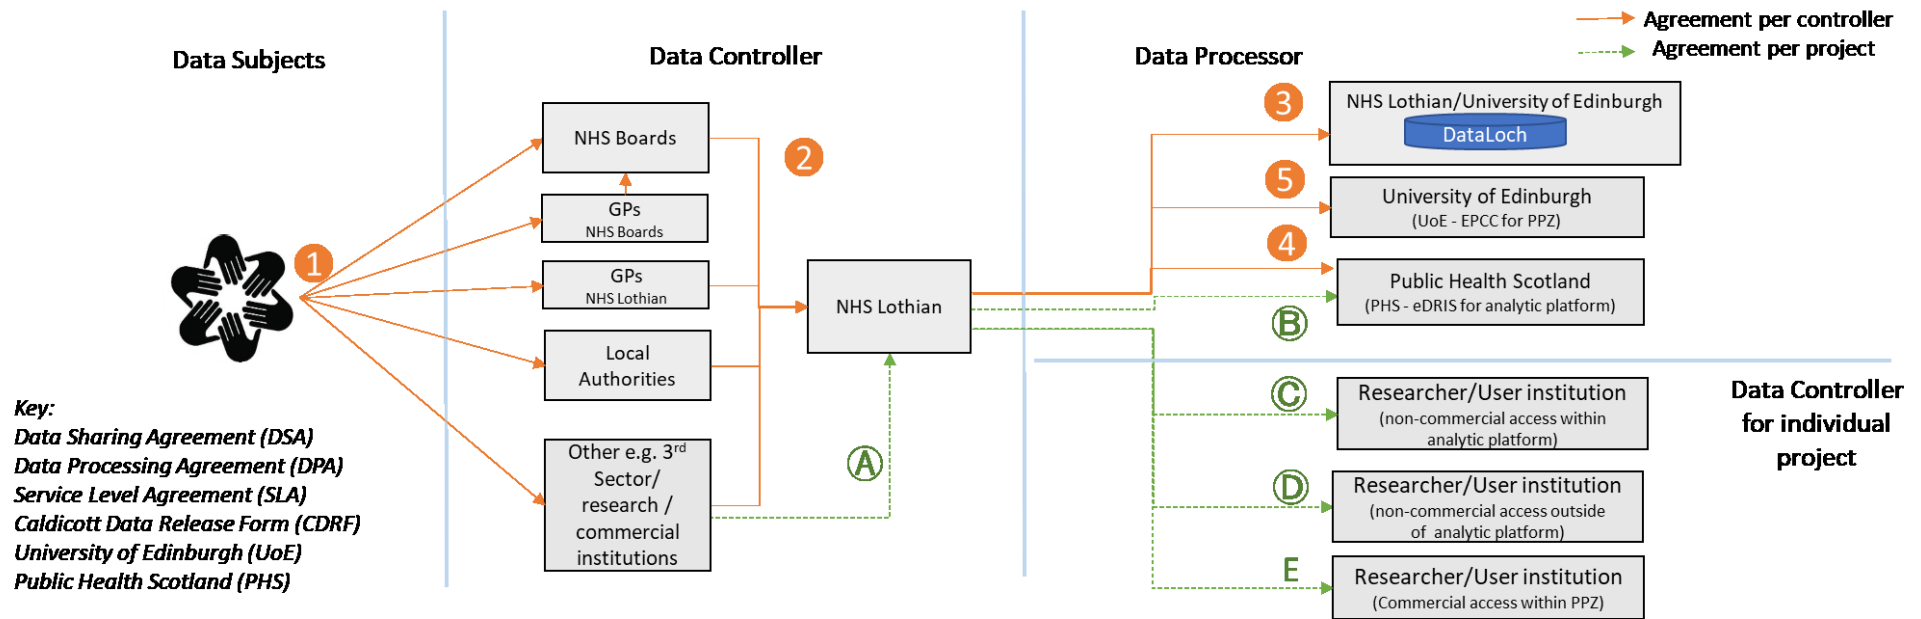 Data Subjects
Data Controller
Data Processor
Agreement per controller
Agreement per project
1
NHS Boards
GPs
NHS Boards
GPs
NHS Lothian
Local
Authorities
Other e.g. 3rd
Sector/
research /
commercial
institutions
2
A
NHS Lothian
3
NHS Lothian/University of Edinburgh
DataLoch
5
University of Edinburgh
(UoE - EPCC for PPZ)
4
Public Health Scotland
(PHS - eDRIS for analytic platform)
B
C
Researcher/User institution
(non-commercial access within
analytic platform)
D
Researcher/User institution
(non-commercial access outside
of analytic platform)
E
Researcher/User institution
(Commercial access within PPZ)
Data Controller
for individual
project
Key:
Data Sharing Agreement (DSA)
Data Processing Agreement (DPA)
Service Level Agreement (SLA)
Caldicott Data Release Form (CDRF)
University of Edinburgh (UoE)
Public Health Scotland (PHS)